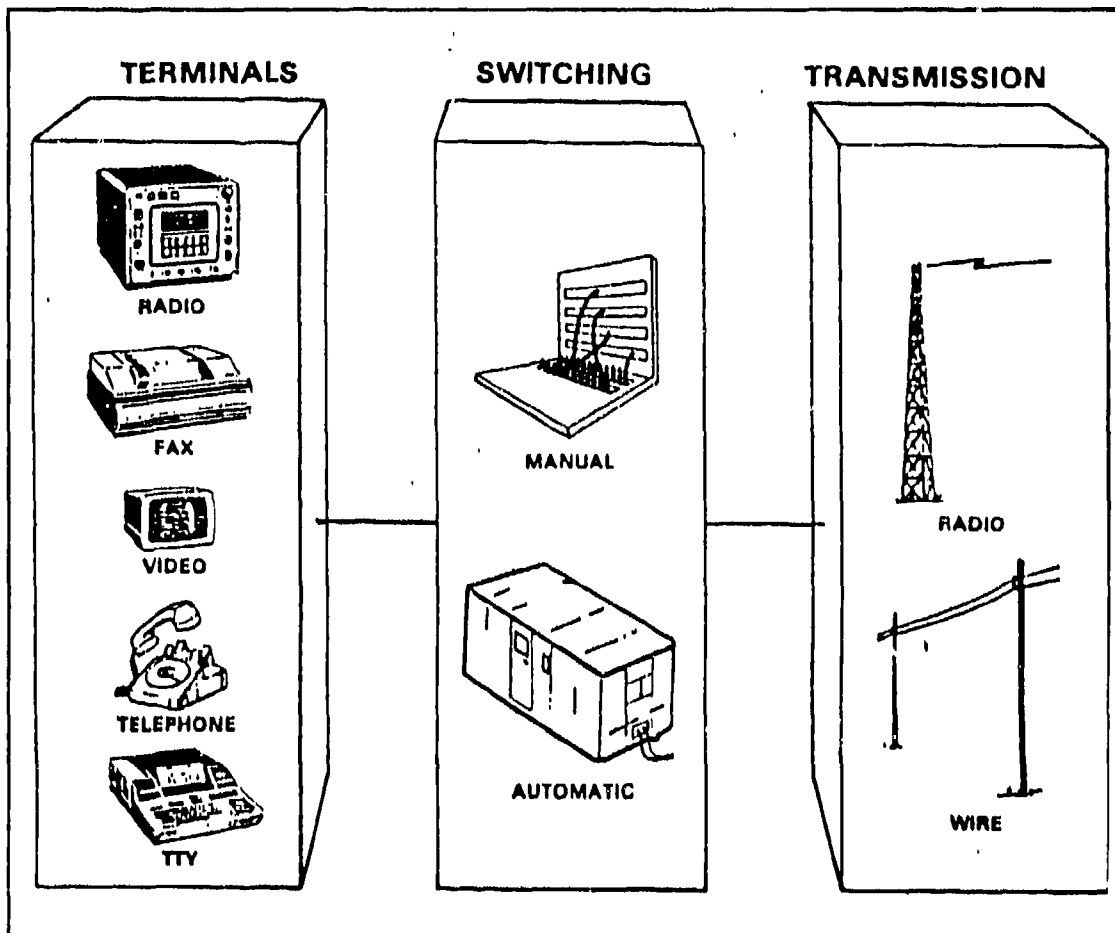 TERMINALS
SWITCHING
TRANSMISSION
RADIO
FAX
VIDEO
TELEPHONE
TTY
MANUAL
AUTOMATIC
RADIO
WIRE